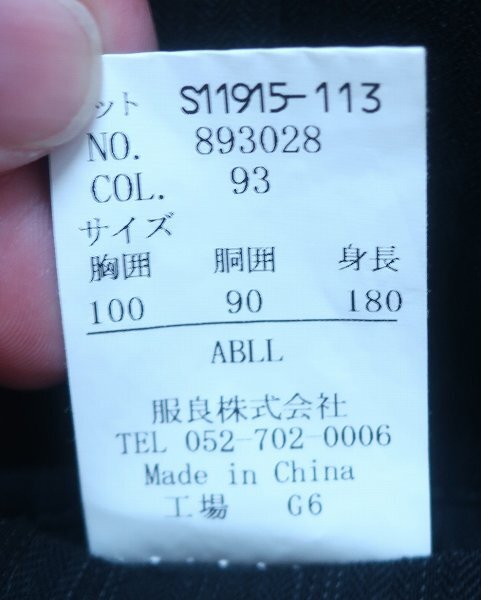 ット S11915-113
NO. 893028
COL. 93
サイズ
胸囲 胴囲 身長
100 90 180
ABLL
服良株式会社
TEL 052-702-0006
Made in China
工場 G6